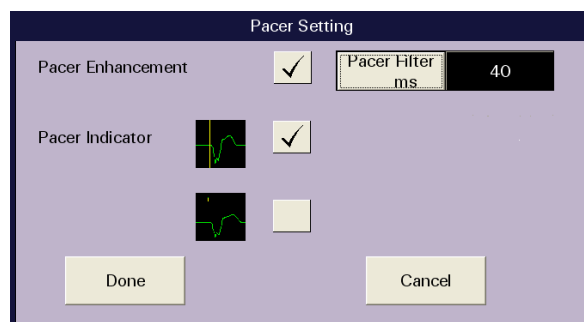 Pacer Setting
Pacer Enhancement
Pacer Filter
ms
40
Pacer Indicator
Done
Cancel